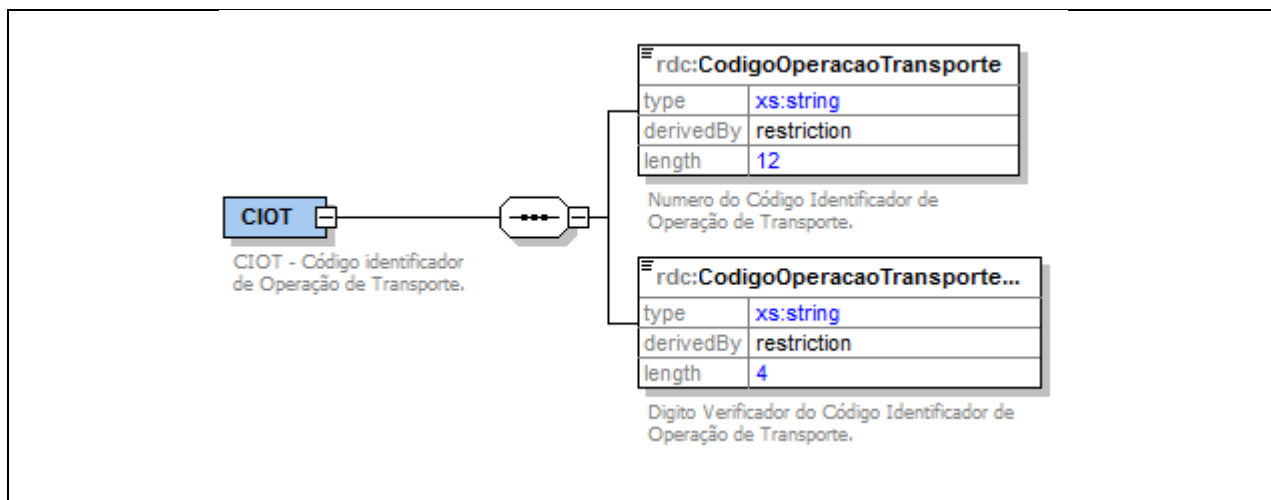 rdc:CodigoOperacaoTransporte
type xs:string
derivedBy restriction
length 12
Numero do Código Identificador de
Operação de Transporte.
CIOT
CIOT - Código identificador
de Operação de Transporte.
rdc:CodigoOperacaoTransporte...
type xs:string
derivedBy restriction
length 4
Digito Verificador do Código Identificador de
Operação de Transporte.